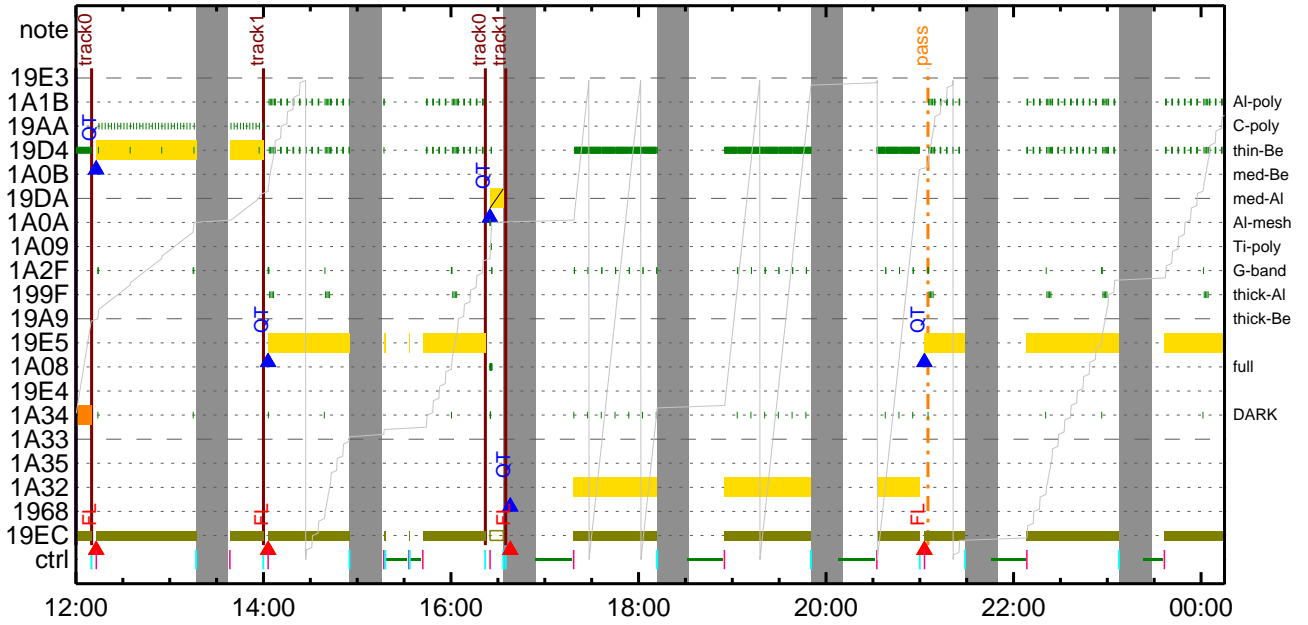 note
track0
track1
track0
track1
pass
19E3
1A1B Al-poly
19AA C-poly
QT
19D4 thin-Be
1A0B med-Be
QT
19DA med-Al
1A0A Al-mesh
1A09 Ti-poly
1A2F G-band
199F thick-Al
19A9 thick-Be
QT
QT
19E5
1A08 full
19E4
1A34 DARK
1A33
1A35
QT
1A32
1968
FL
FL
FL
FL
19EC
ctrl
12:00 14:00 16:00 18:00 20:00 22:00 00:00